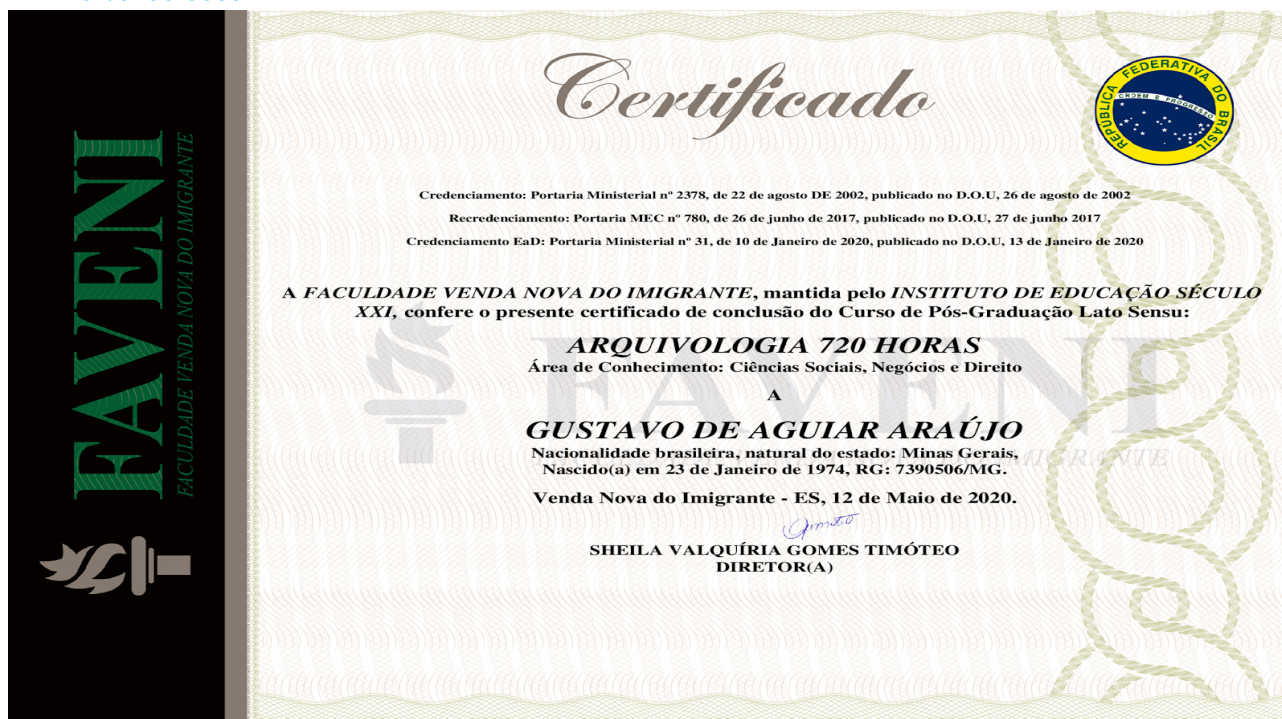 Certificado
REPÚBLICA FEDERATIVA DO BRASIL
ORDEM E PROGRESSO
Credenciamento: Portaria Ministerial nº 2378, de 22 de agosto DE 2002, publicado no D.O.U, 26 de agosto de 2002
Recredenciamento: Portaria MEC nº 780, de 26 de junho de 2017, publicado no D.O.U, 27 de junho 2017
Credenciamento EaD: Portaria Ministerial nº 31, de 10 de Janeiro de 2020, publicado no D.O.U, 13 de Janeiro de 2020
A FACULDADE VENDA NOVA DO IMIGRANTE, mantida pelo INSTITUTO DE EDUCAÇÃO SÉCULO
XXI, confere o presente certificado de conclusão do Curso de Pós-Graduação Lato Sensu:
ARQUIVOLOGIA 720 HORAS
Área de Conhecimento: Ciências Sociais, Negócios e Direito
A
GUSTAVO DE AGUIAR ARAÚJO
Nacionalidade brasileira, natural do estado: Minas Gerais,
Nascido(a) em 23 de Janeiro de 1974, RG: 7390506/MG.
Venda Nova do Imigrante - ES, 12 de Maio de 2020.
SHEILA VALQUÍRIA GOMES TIMÓTEO
DIRETOR(A)
FAVENI
FACULDADE VENDA NOVA DO IMIGRANTE
FAVENI
IMIGRANTE